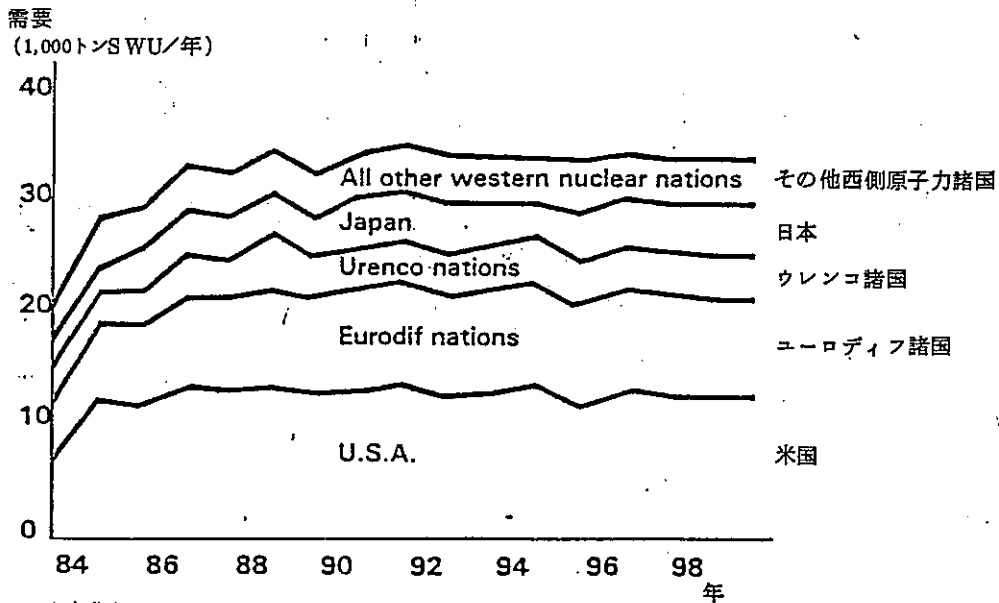 需要
(1,000トンSWU/年)
40
30
20
10
0
All other western nuclear nations
Japan
Urenco nations
Eurodif nations
U.S.A.
その他西側原子力諸国
日本
ウレンコ諸国
ユーロディフ諸国
米国
84 86 88 90 92 94 96 98
年